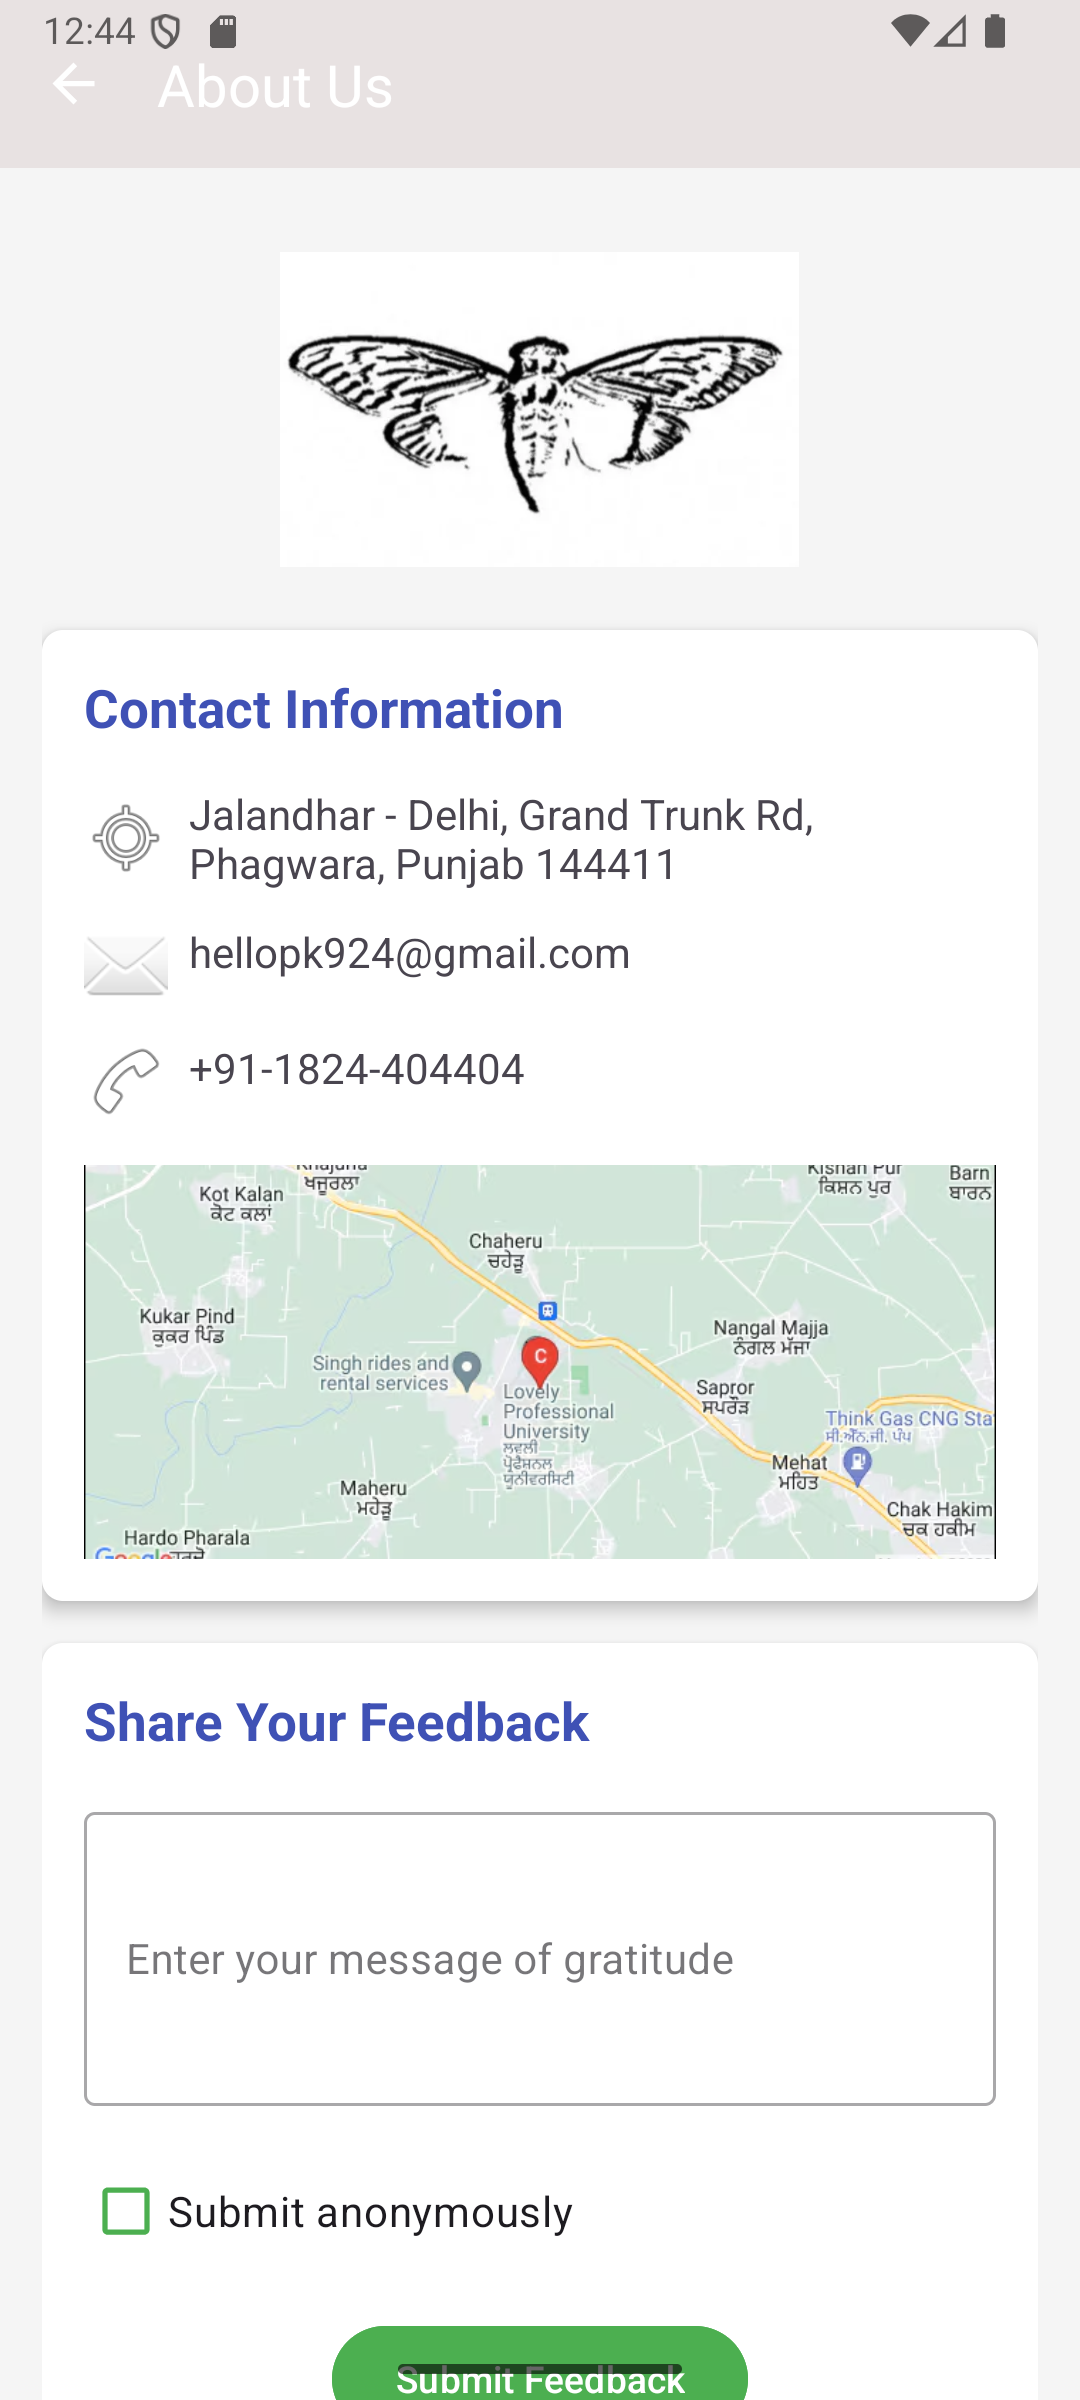 12:44
About Us
Contact Information
Jalandhar - Delhi, Grand Trunk Rd,
Phagwara, Punjab 144411
hellopk924@gmail.com
+91-1824-404404
Khajurla
ਖਜੂਰਲਾ
Kishan Pur
ਕਿਸ਼ਨ ਪੁਰ
Barn
ਬਾਰਨ
Kot Kalan
ਕੋਟ ਕਲਾਂ
Chaheru
ਚਹੇੜੂ
Kukar Pind
ਕੁਕਰ ਪਿੰਡ
Nangal Majja
ਨੰਗਲ ਮੱਜਾ
Singh rides and
rental services
C
Lovely
Professional
University
ਲਵਲੀ
ਪ੍ਰੋਫੈਸ਼ਨਲ
ਯੂਨੀਵਰਸਿਟੀ
Sapror
ਸਪਰੌੜ
Think Gas CNG Sta
ਸੀ.ਐੱਨ.ਜੀ. ਪੰਪ
Mehat
ਮਹਿਤ
Maheru
ਮਹੇੜੂ
Chak Hakim
ਚਕ ਹਕੀਮ
Hardo Pharala
Google
Share Your Feedback
Enter your message of gratitude
Submit anonymously
Submit Feedback